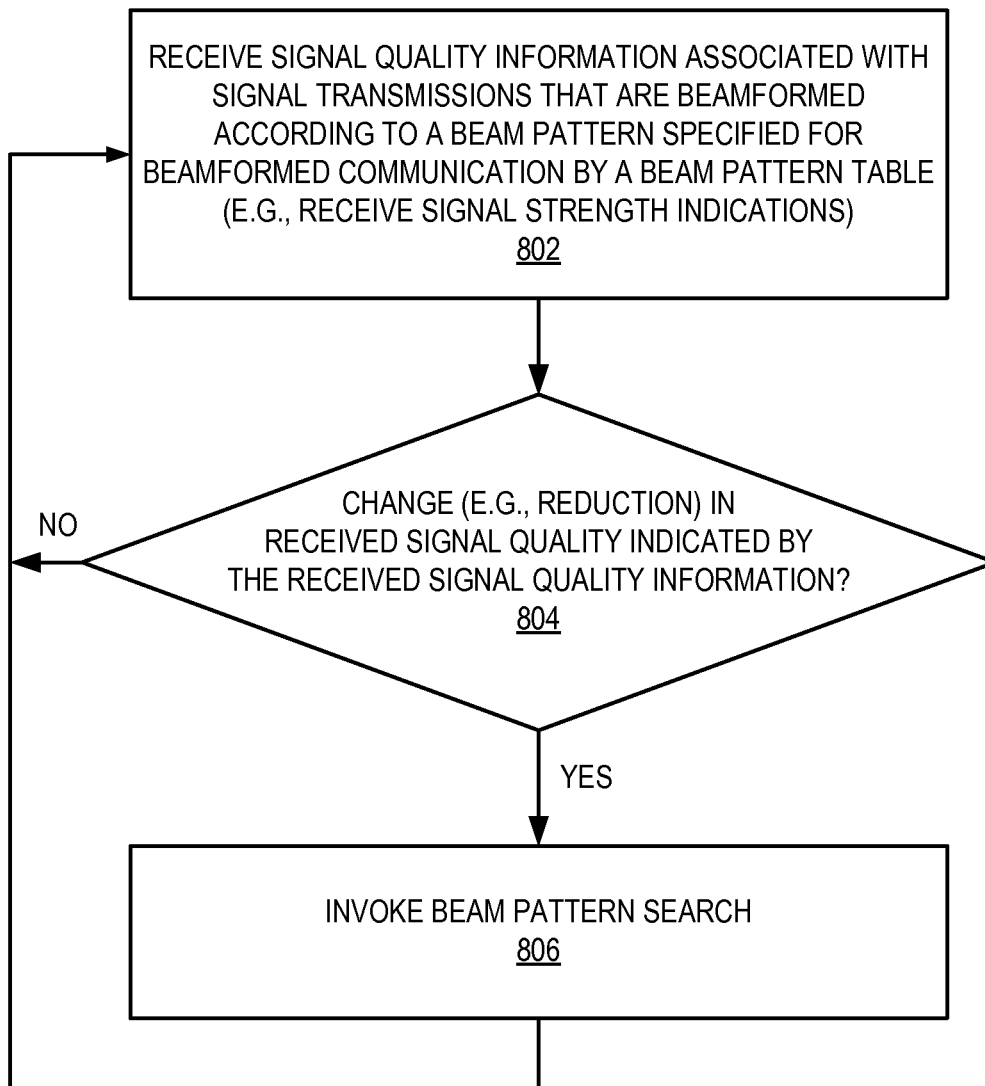 RECEIVE SIGNAL QUALITY INFORMATION ASSOCIATED WITH
SIGNAL TRANSMISSIONS THAT ARE BEAMFORMED
ACCORDING TO A BEAM PATTERN SPECIFIED FOR
BEAMFORMED COMMUNICATION BY A BEAM PATTERN TABLE
(E.G., RECEIVE SIGNAL STRENGTH INDICATIONS)
802
CHANGE (E.G., REDUCTION) IN
RECEIVED SIGNAL QUALITY INDICATED BY
THE RECEIVED SIGNAL QUALITY INFORMATION?
804
NO
YES
INVOKE BEAM PATTERN SEARCH
806